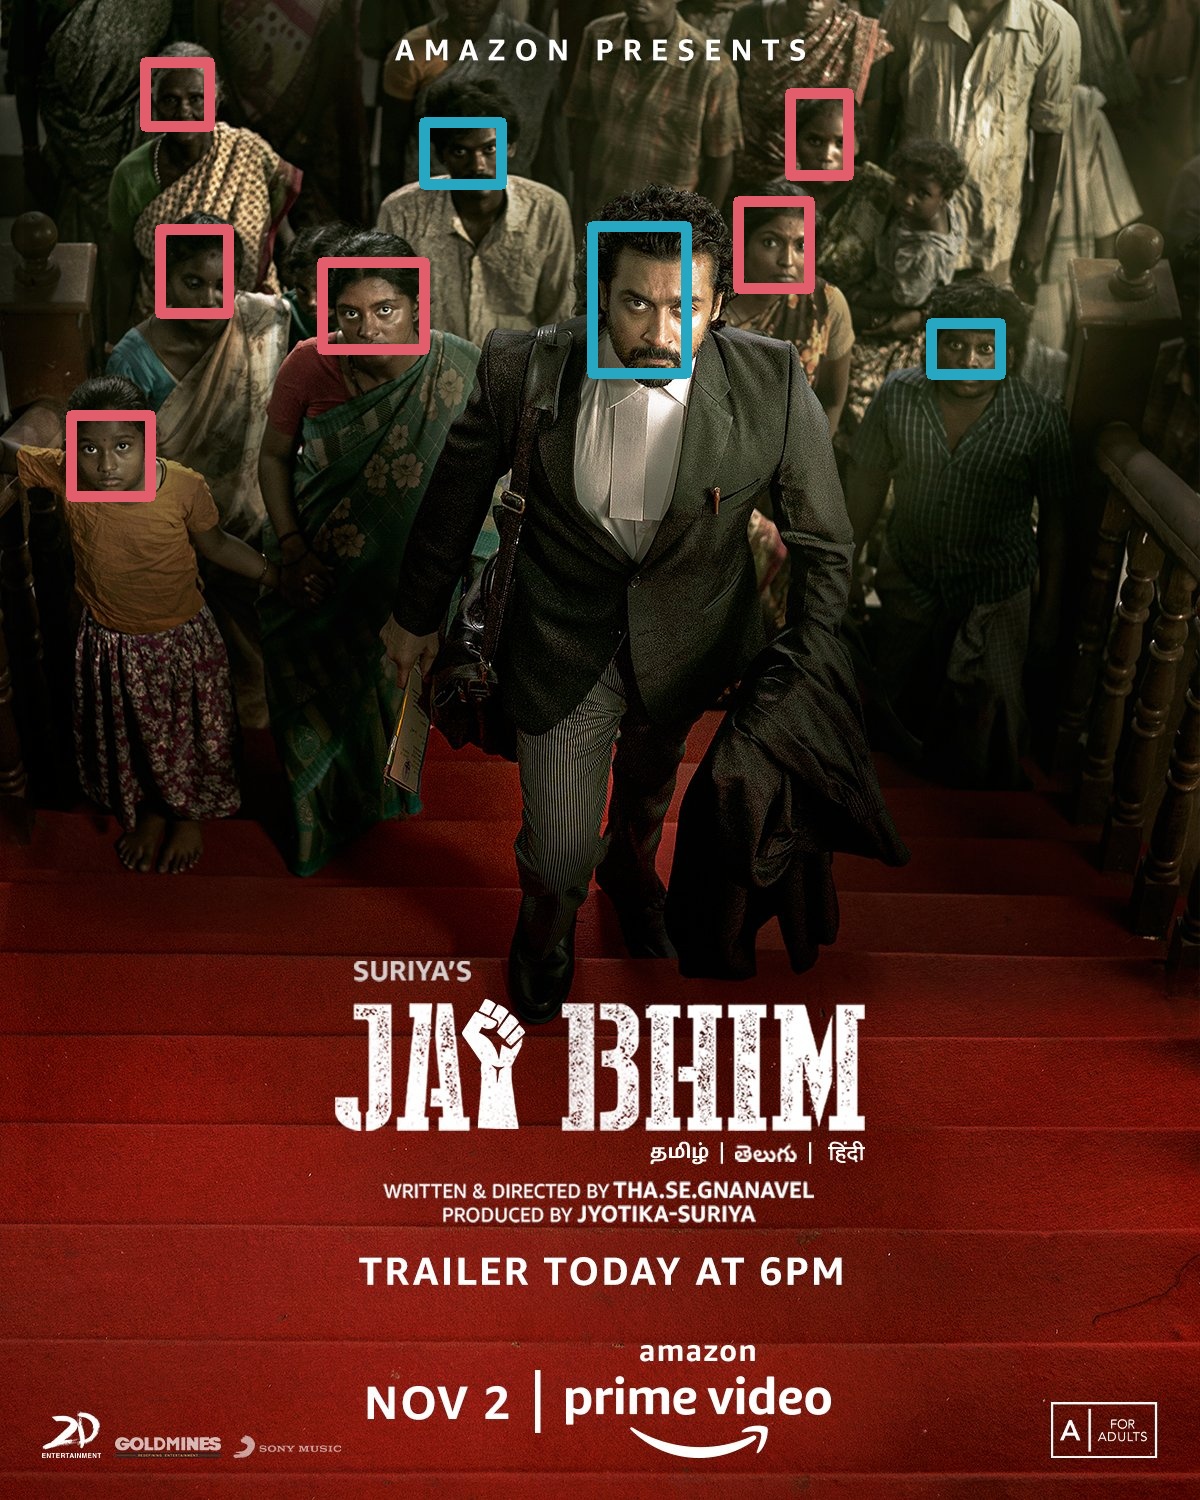 AMAZON PRESENTS
SURIYA'S
JAI BHIM
தமிழ் | తెలుగు | हिंदी
WRITTEN & DIRECTED BY THA.SE.GNANAVEL
PRODUCED BY JYOTIKA-SURIYA
TRAILER TODAY AT 6PM
NOV 2 | amazon prime video
2D ENTERTAINMENT
GOLDMINES
SONY MUSIC
A | FOR ADULTS